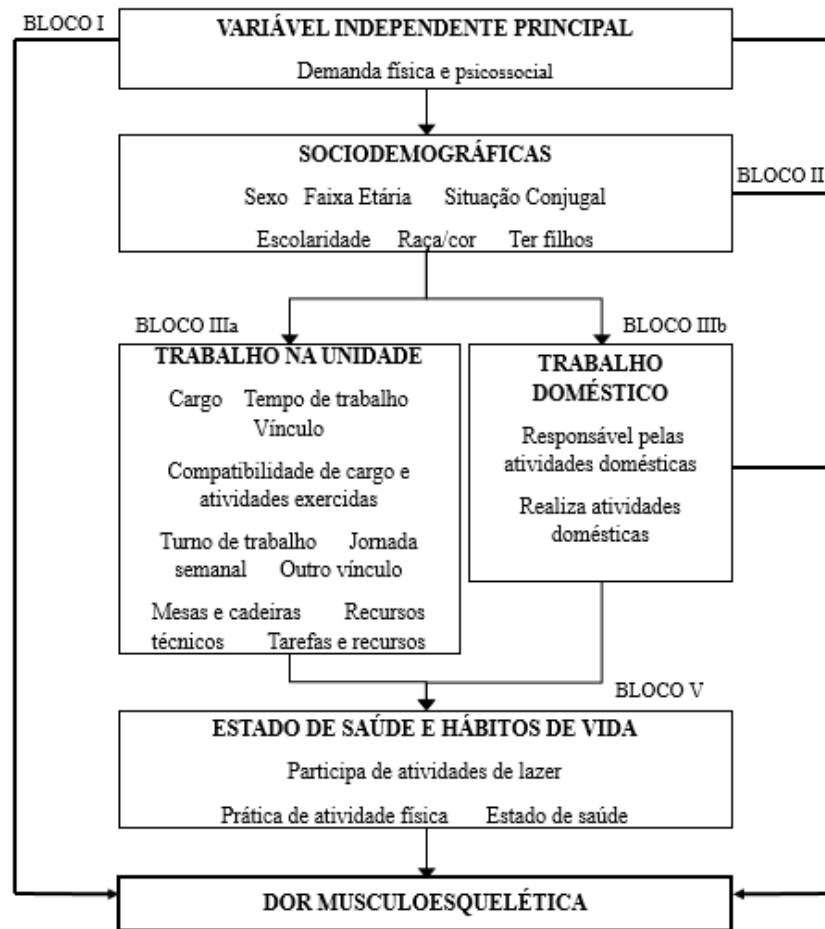 BLOCO I
VARIÁVEL INDEPENDENTE PRINCIPAL
Demanda física e psicossocial
SOCIODEMOGRÁFICAS
BLOCO II
Sexo Faixa Etária Situação Conjugal
Escolaridade Raça/cor Ter filhos
BLOCO IIIa
TRABALHO NA UNIDADE
Cargo Tempo de trabalho
Vínculo
Compatibilidade de cargo e
atividades exercidas
Turno de trabalho Jornada
semanal Outro vínculo
Mesas e cadeiras Recursos
técnicos Tarefas e recursos
BLOCO IIIb
TRABALHO
DOMÉSTICO
Responsável pelas
atividades domésticas
Realiza atividades
domésticas
BLOCO V
ESTADO DE SAÚDE E HÁBITOS DE VIDA
Participa de atividades de lazer
Prática de atividade física Estado de saúde
DOR MUSCULOESQUELÉTICA